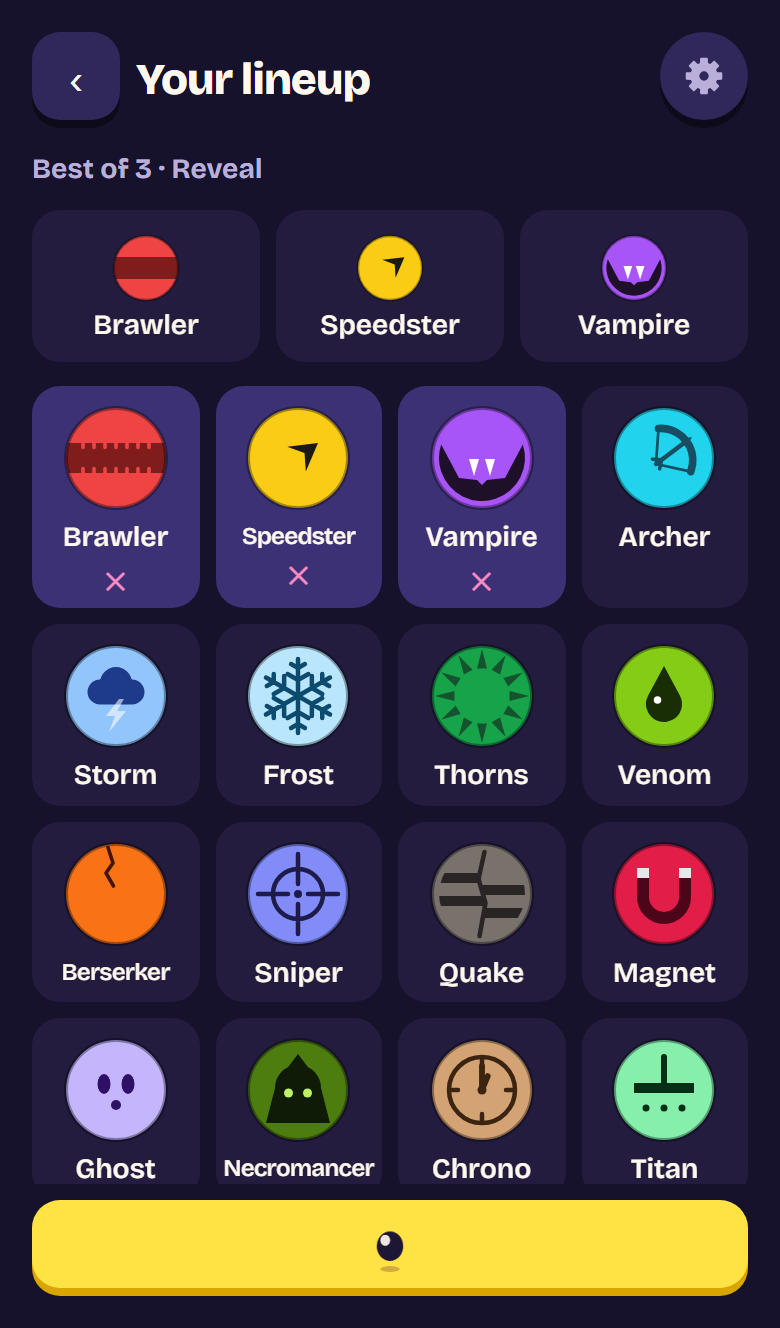 ‹ Your lineup
Best of 3 · Reveal
Brawler Speedster Vampire
Brawler Speedster Vampire Archer
Storm Frost Thorns Venom
Berserker Sniper Quake Magnet
Ghost Necromancer Chrono Titan